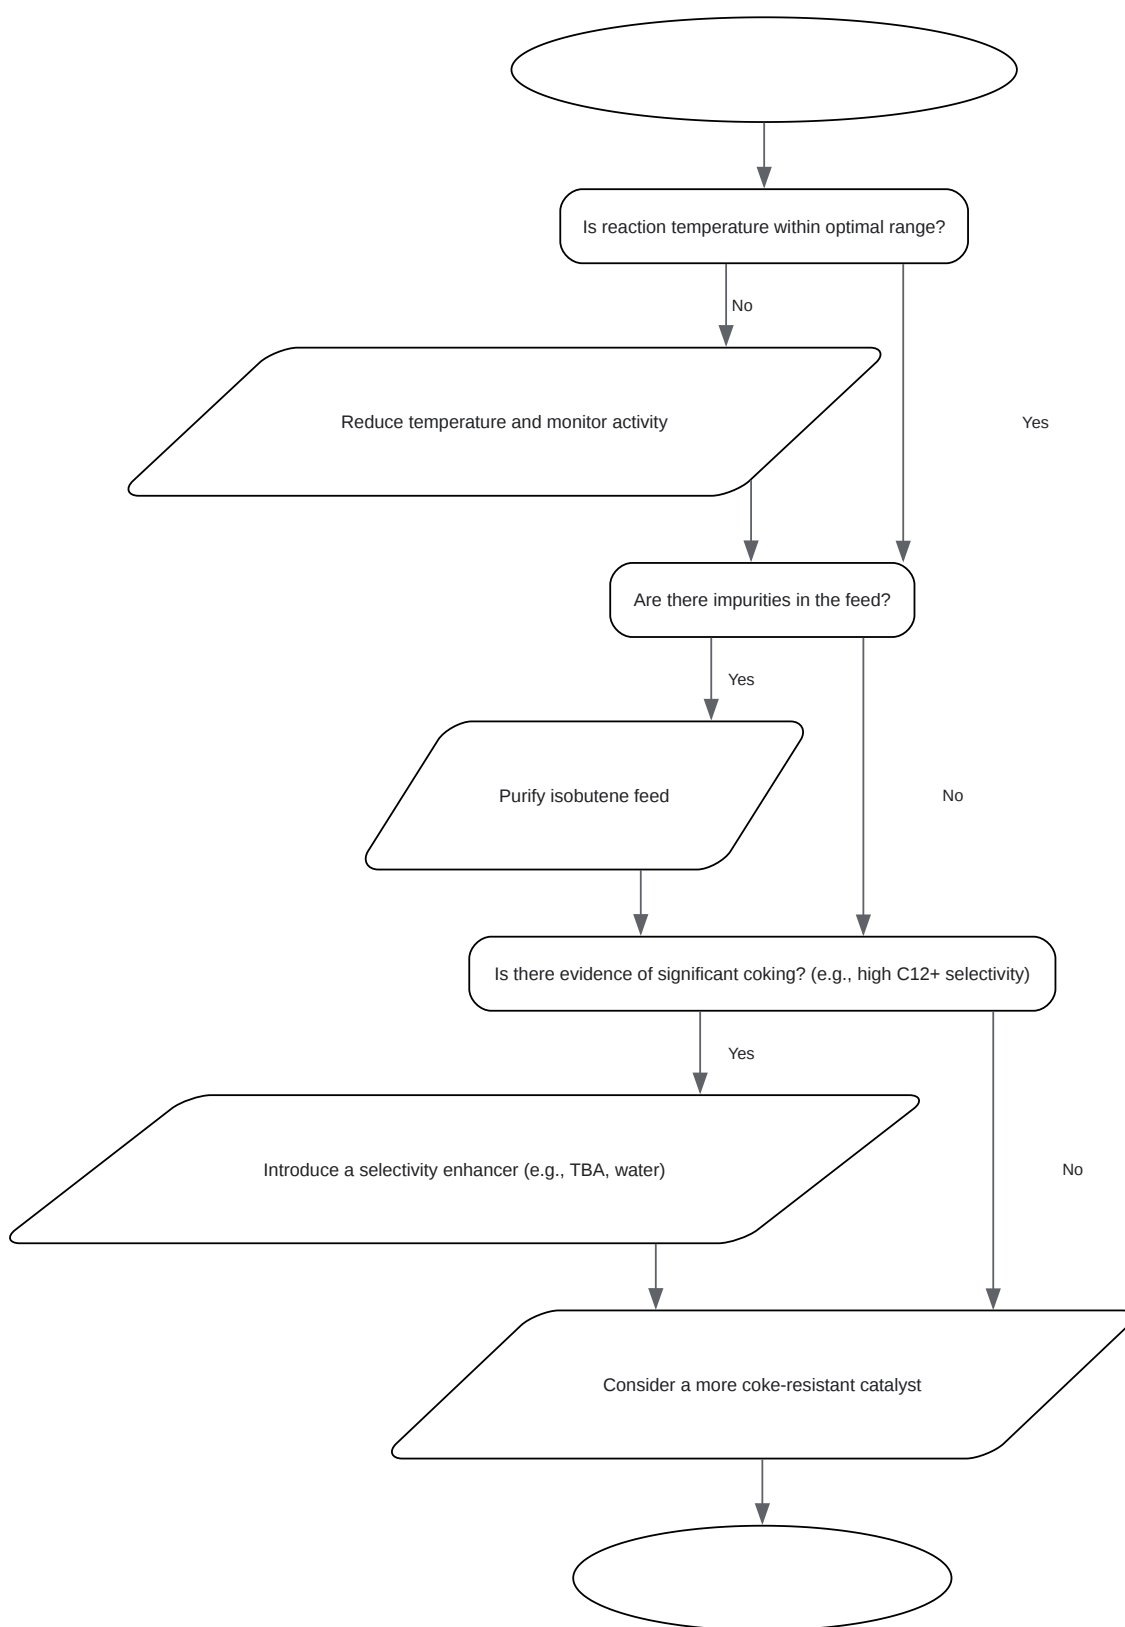 Is reaction temperature within optimal range?
No
Reduce temperature and monitor activity
Yes
Are there impurities in the feed?
Yes
Purify isobutene feed
No
Is there evidence of significant coking? (e.g., high C12+ selectivity)
Yes
Introduce a selectivity enhancer (e.g., TBA, water)
No
Consider a more coke-resistant catalyst